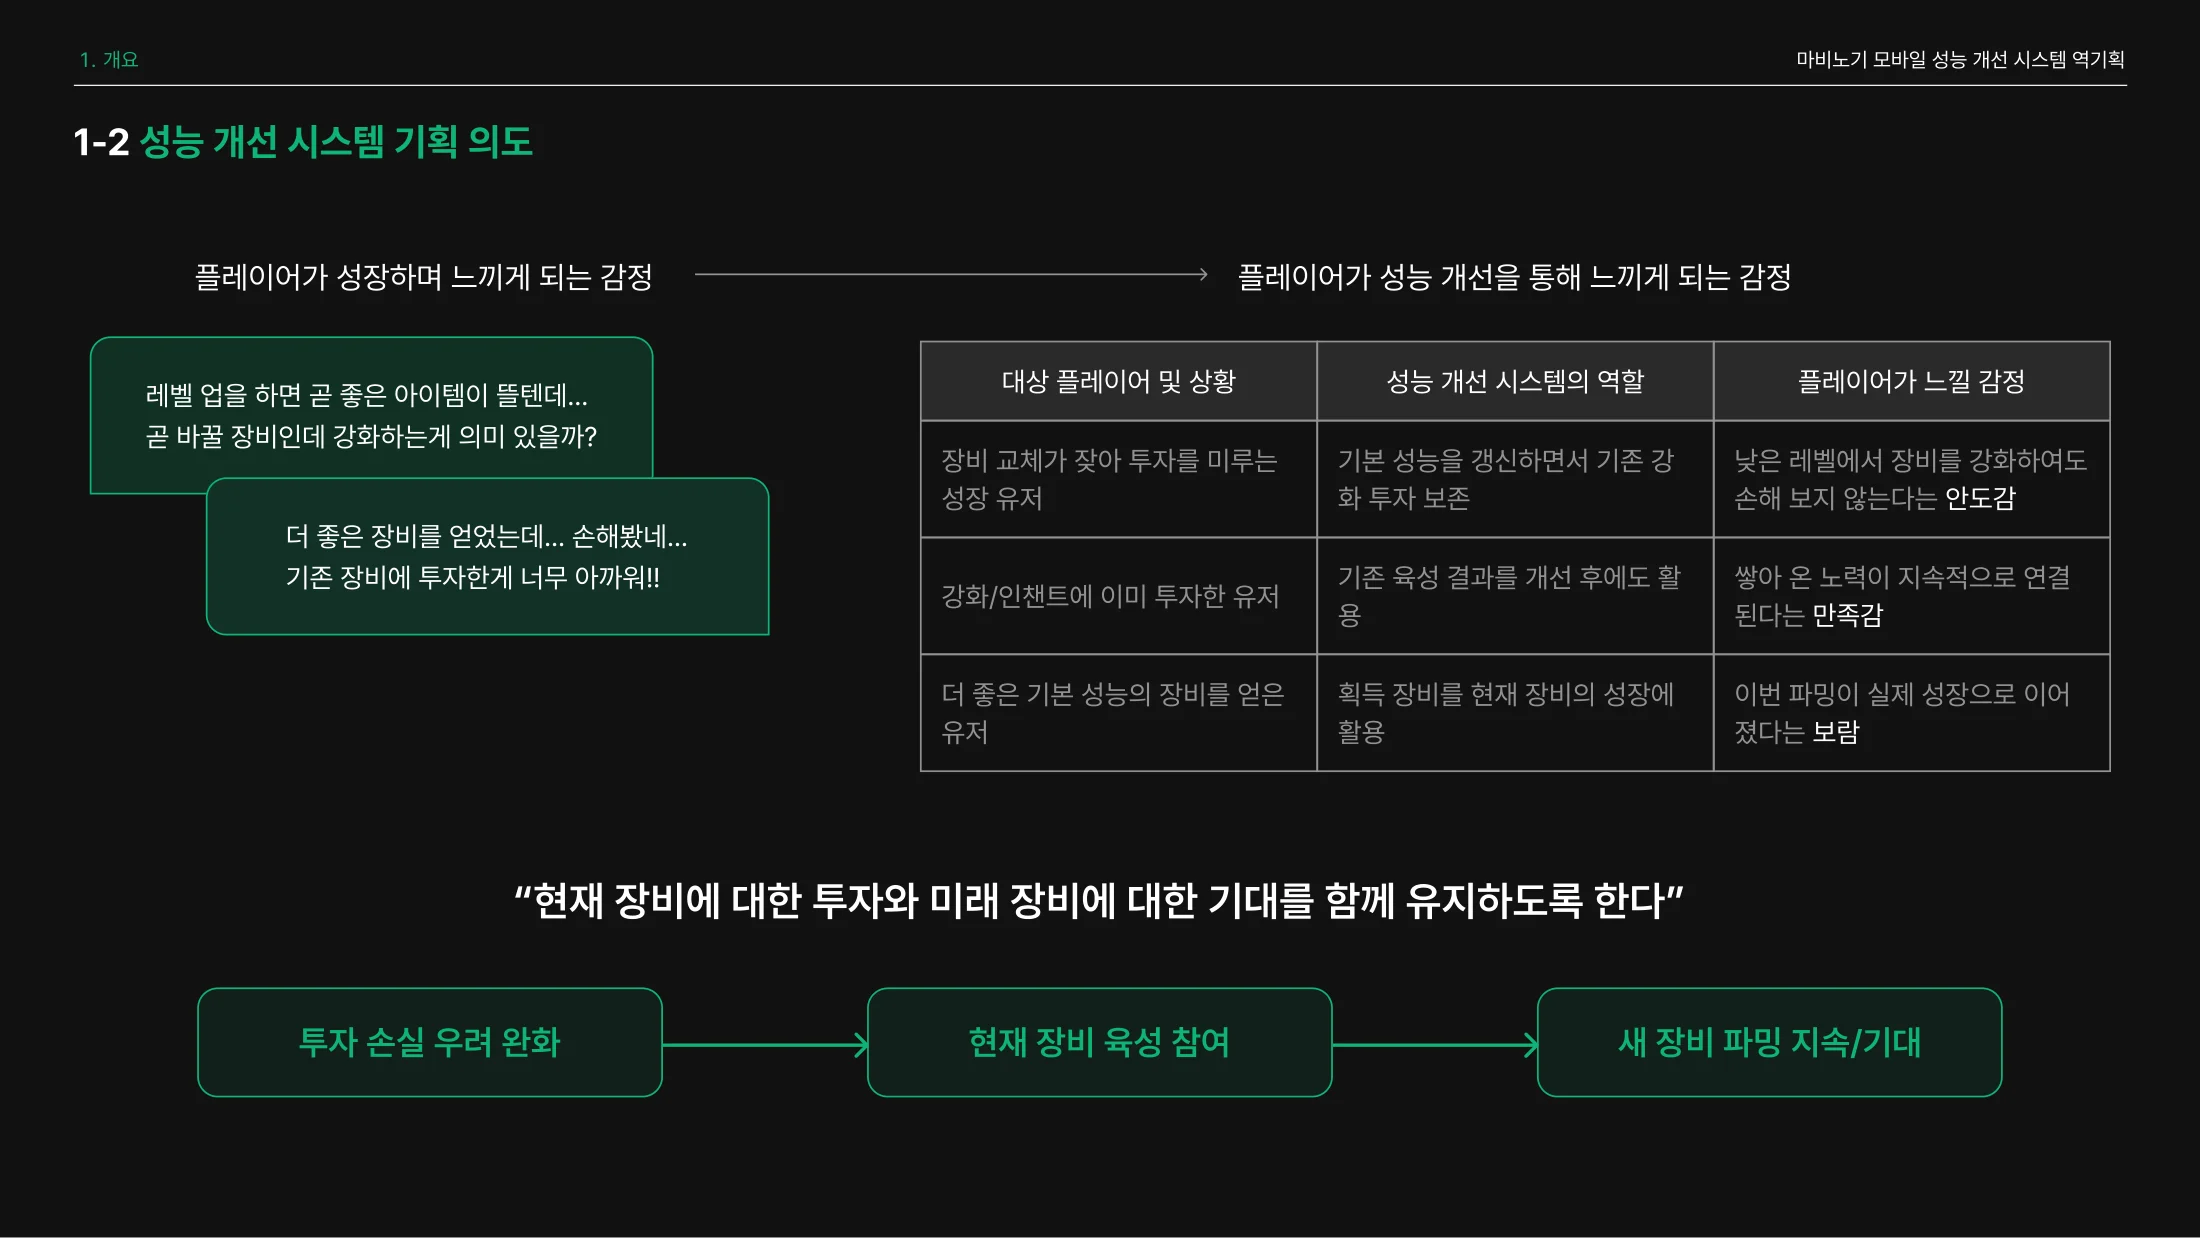 1. 개요
마비노기 모바일 성능 개선 시스템 역기획
1-2 성능 개선 시스템 기획 의도
플레이어가 성장하며 느끼게 되는 감정
플레이어가 성능 개선을 통해 느끼게 되는 감정
레벨 업을 하면 곧 좋은 아이템이 뜰텐데...
곧 바꿀 장비인데 강화하는게 의미 있을까?
더 좋은 장비를 얻었는데... 손해봤네...
기존 장비에 투자한게 너무 아까워!!
대상 플레이어 및 상황
성능 개선 시스템의 역할
플레이어가 느낄 감정
장비 교체가 잦아 투자를 미루는
성장 유저
기본 성능을 갱신하면서 기존 강
화 투자 보존
낮은 레벨에서 장비를 강화하여도
손해 보지 않는다는 안도감
강화/인챈트에 이미 투자한 유저
기존 육성 결과를 개선 후에도 활
용
쌓아 온 노력이 지속적으로 연결
된다는 만족감
더 좋은 기본 성능의 장비를 얻은
유저
획득 장비를 현재 장비의 성장에
활용
이번 파밍이 실제 성장으로 이어
졌다는 보람
“현재 장비에 대한 투자와 미래 장비에 대한 기대를 함께 유지하도록 한다”
투자 손실 우려 완화
현재 장비 육성 참여
새 장비 파밍 지속/기대